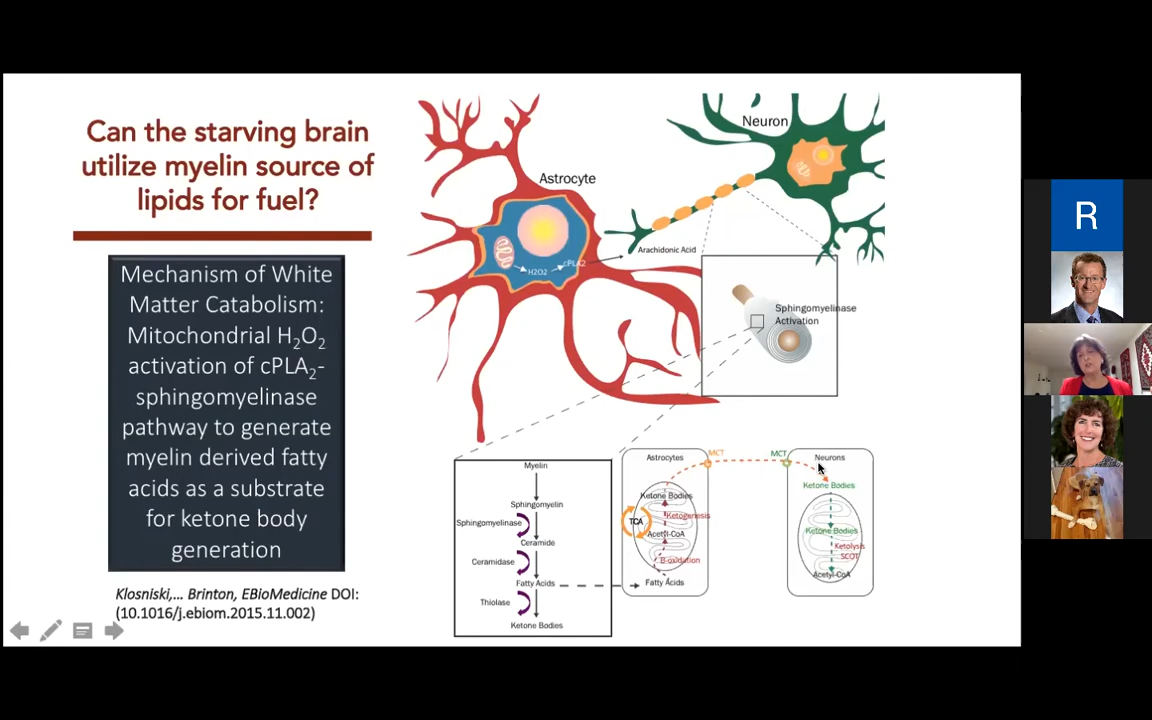 Can the starving brain
utilize myelin source of
lipids for fuel?
Mechanism of White
Matter Catabolism:
Mitochondrial H2O2
activation of cPLA2-
sphingomyelinase
pathway to generate
myelin derived fatty
acids as a substrate
for ketone body
generation
Klosniski,... Brinton, EBioMedicine DOI:
(10.1016/j.ebiom.2015.11.002)
Neuron
Astrocyte
H2O2
cPLA2
Arachidonic Acid
Sphingomyelinase
Activation
Myelin
Sphingomyelin
Sphingomyelinase
Ceramide
Ceramidase
Fatty Acids
Thiolase
Ketone Bodies
Astrocytes
MCT
Ketone Bodies
Ketogenesis
TCA
Acetyl-CoA
B-oxidation
Fatty Acids
MCT
Neurons
Ketone Bodies
Ketone Bodies
Ketolysis
SCOT
Acetyl-CoA
R